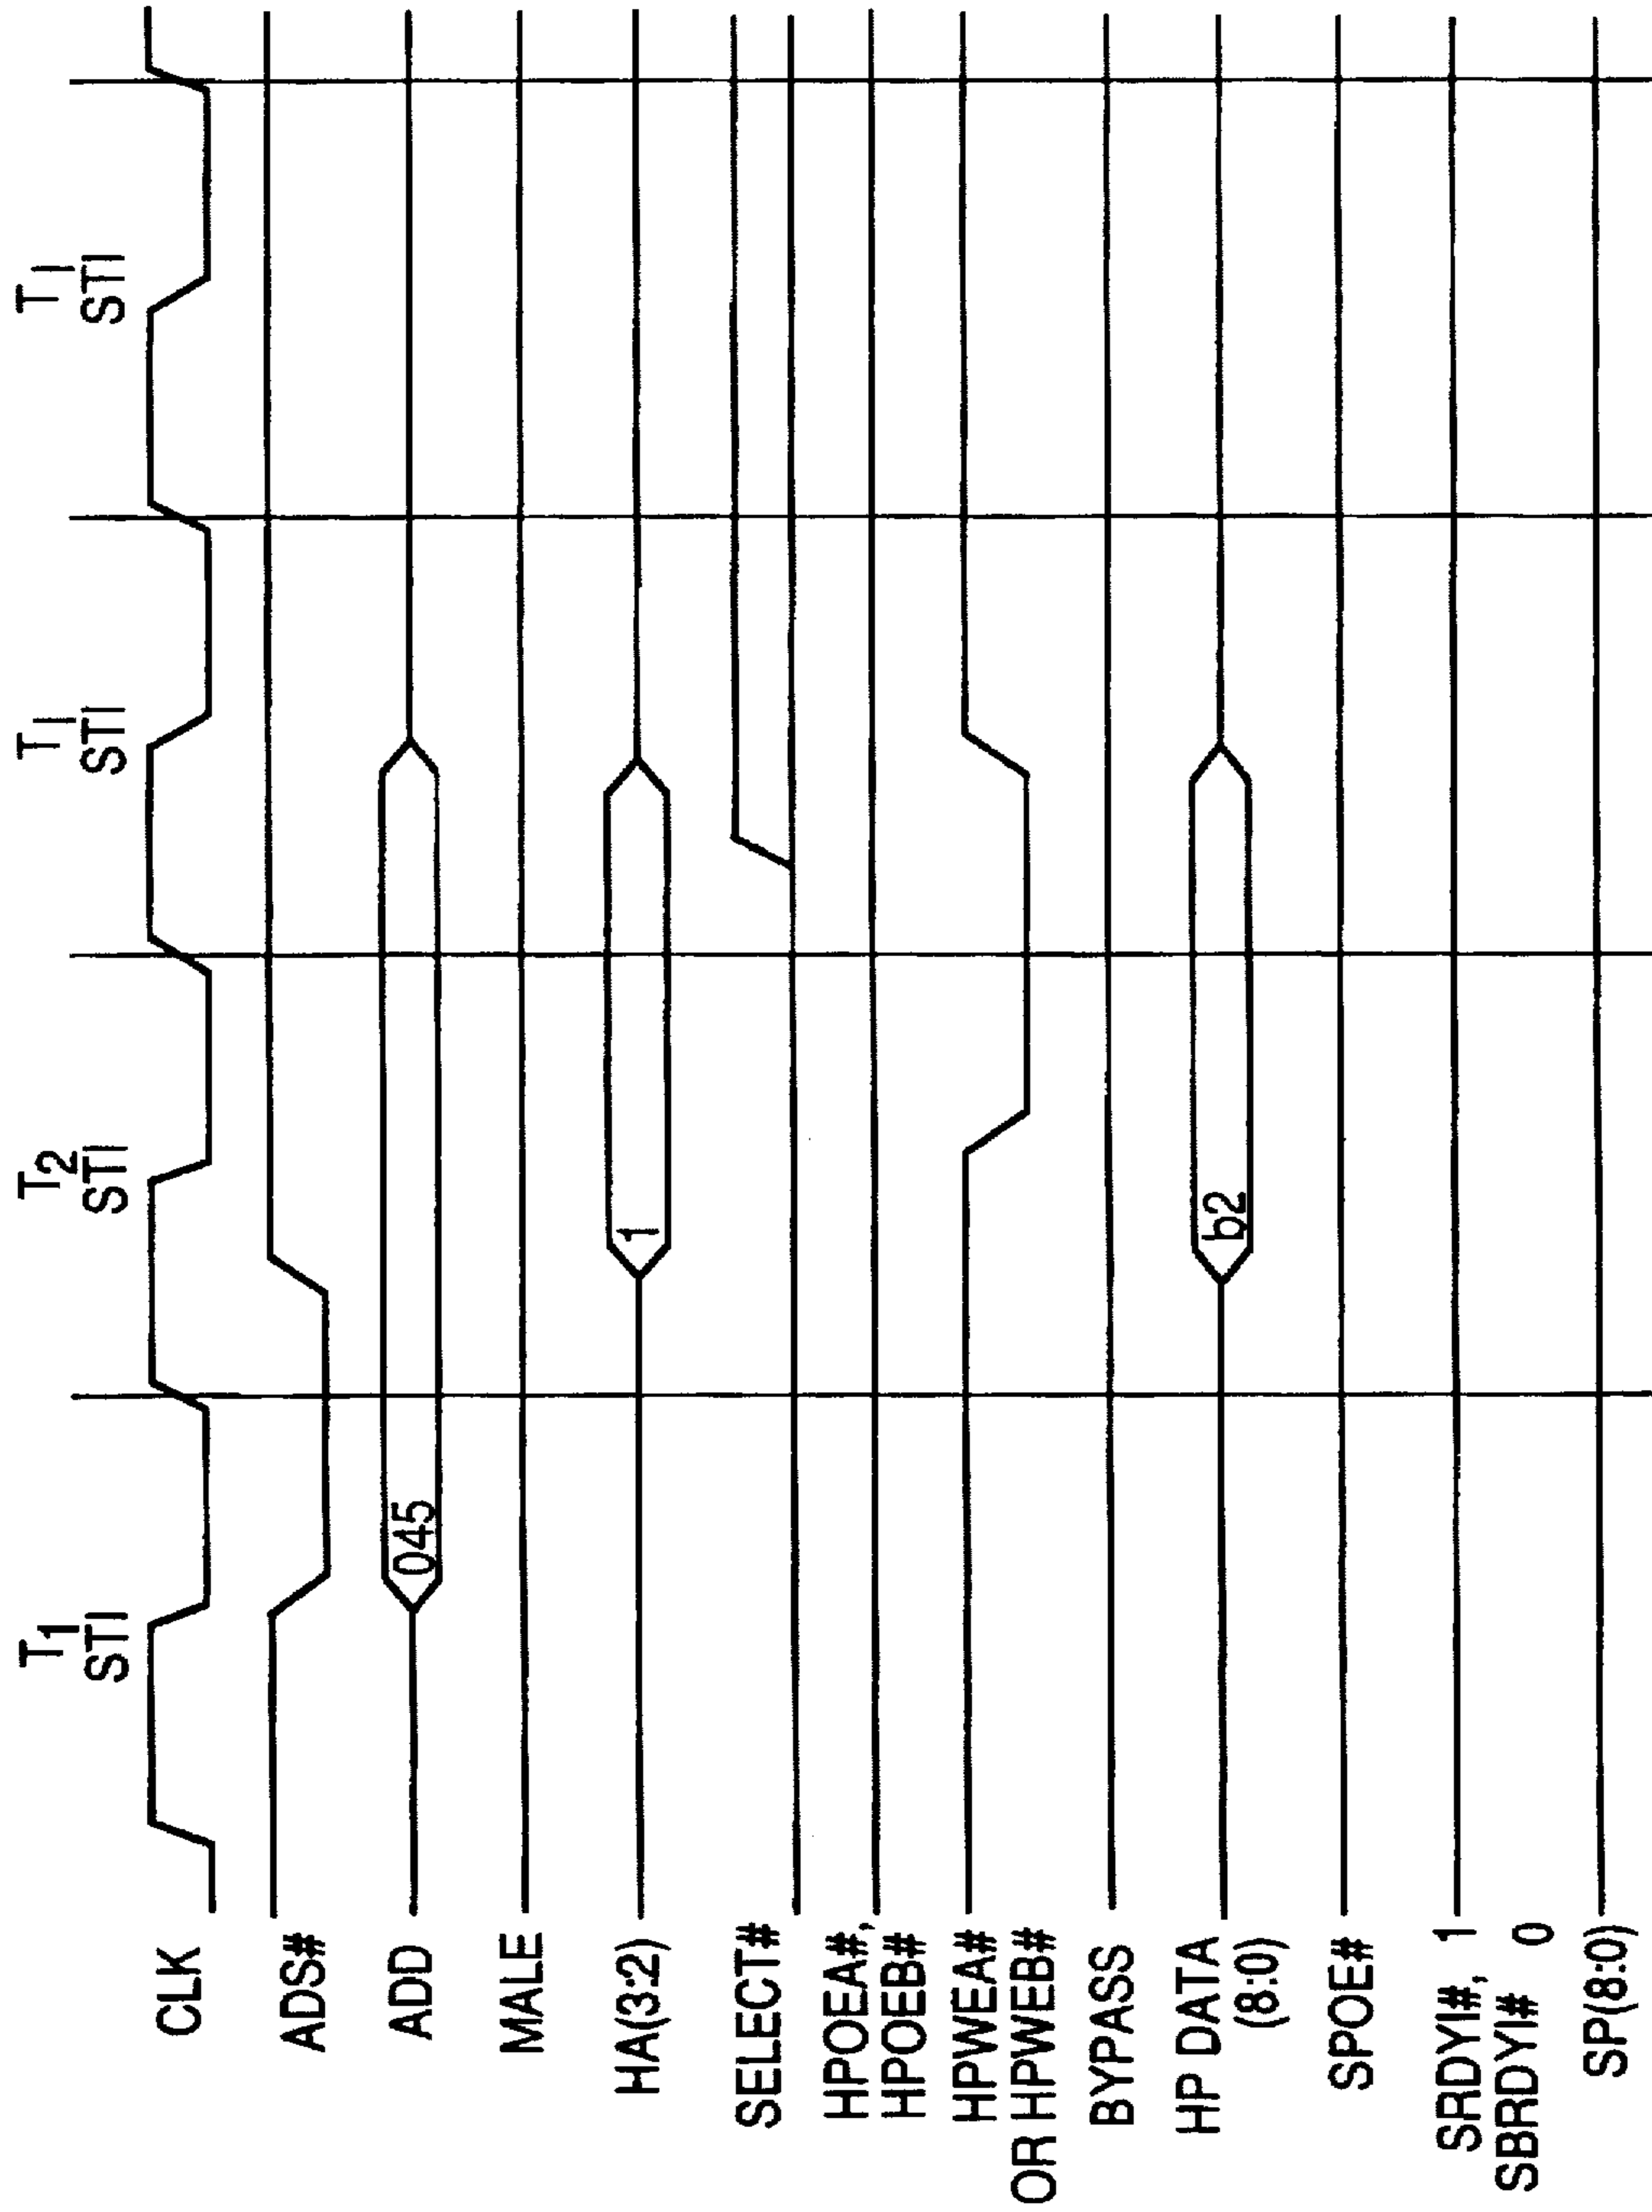 T1 T2 TI TI
STI STI STI STI
CLK
ADS#
ADD 045
MALE
HA(3:2) 1
SELECT#
HPOEA#,
HPOEB#
HPWEA#
OR HPWEB#
BYPASS
HP DATA b2
(8:0)
SPOE#
SRDYI#, 1
SBRDYI# 0
SP(8:0)